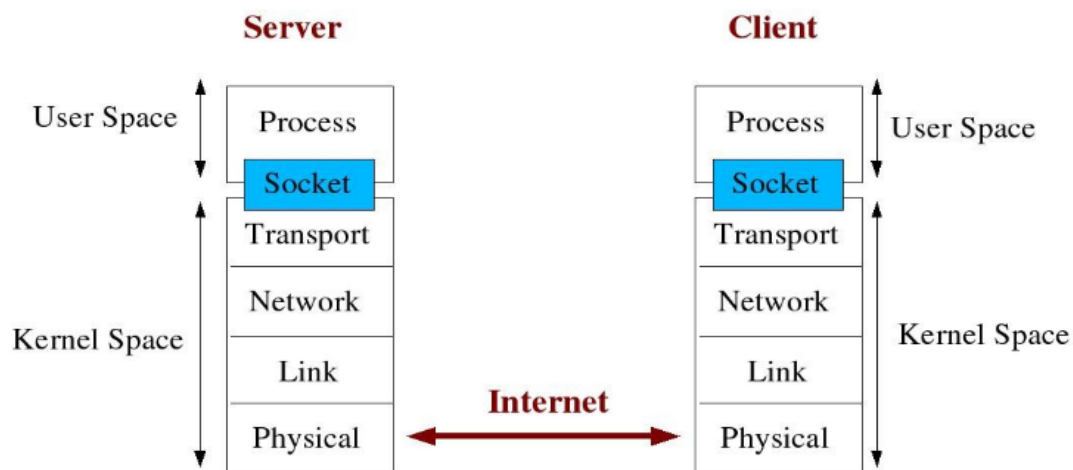 Server
Client
User Space
Process
Process
User Space
Socket
Socket
Transport
Transport
Network
Network
Kernel Space
Kernel Space
Link
Link
Internet
Physical
Physical